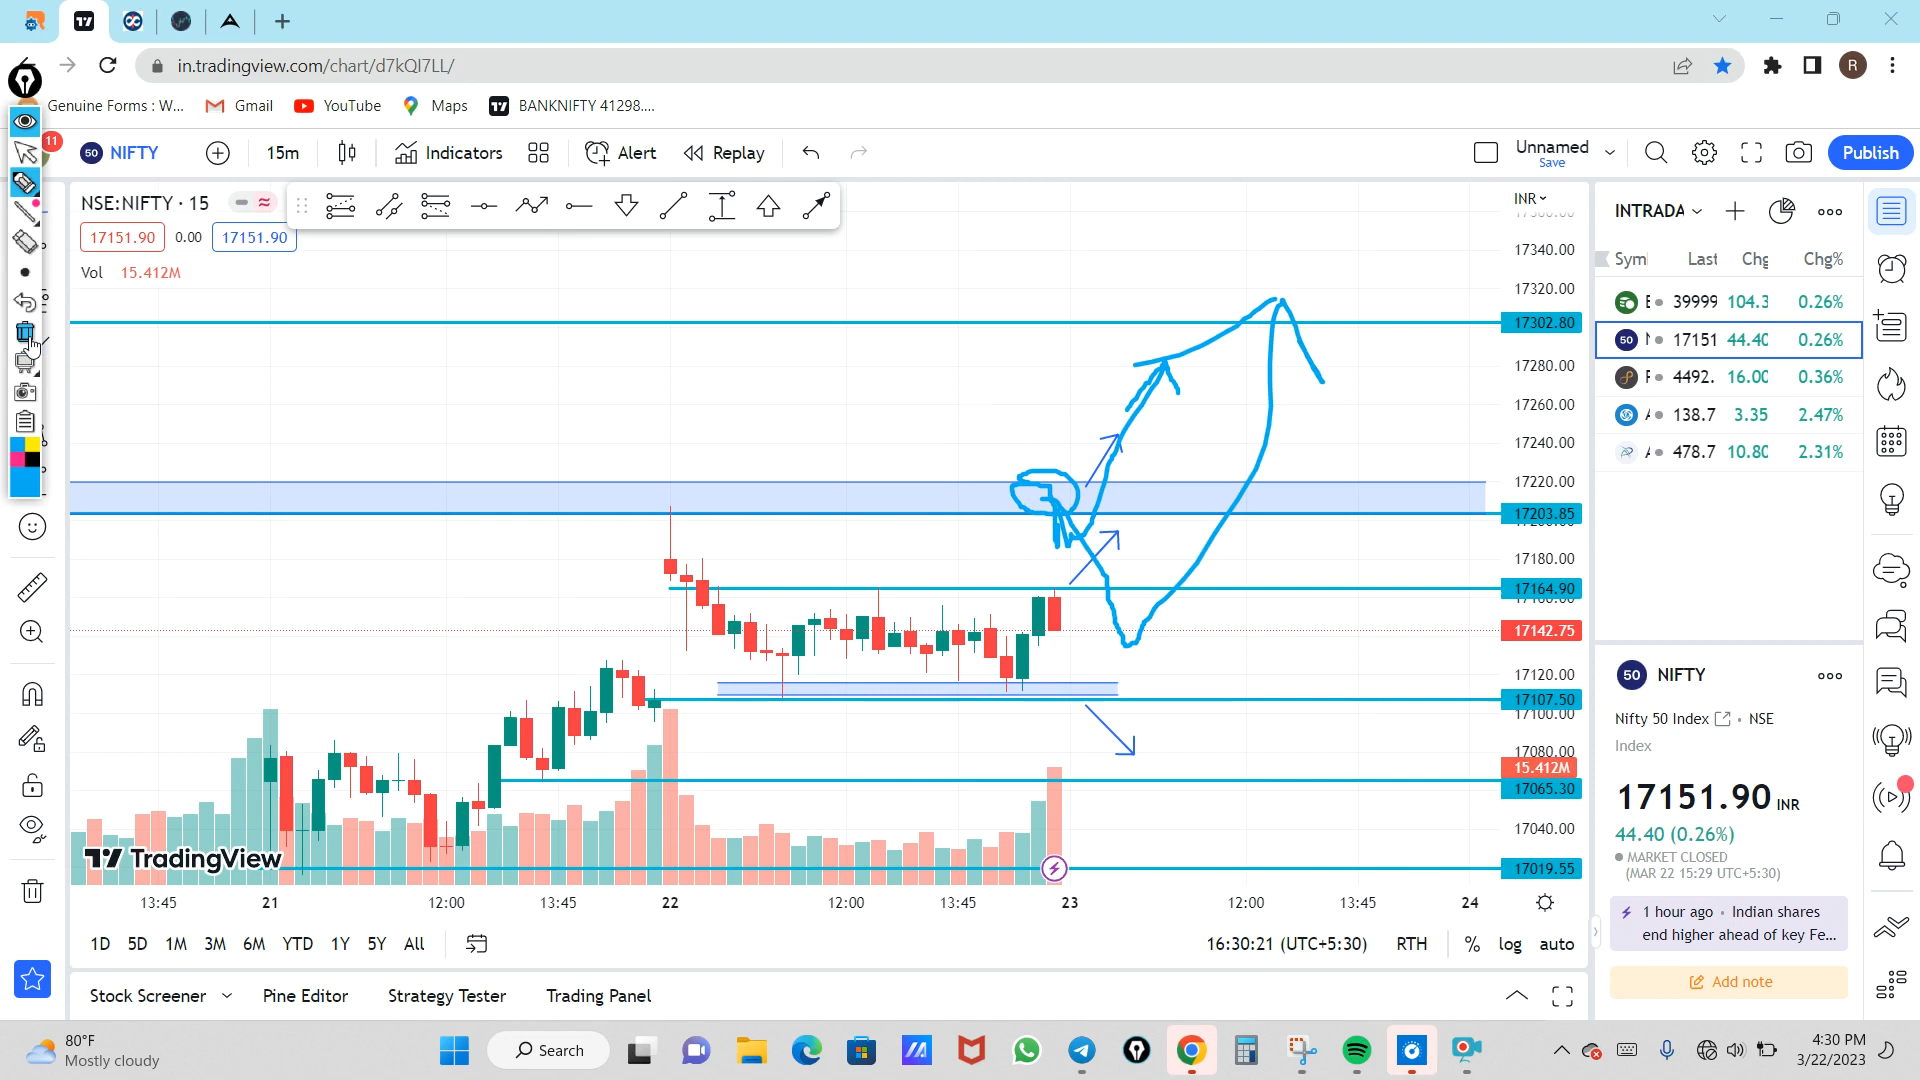 in.tradingview.com/chart/d7kQI7LL/
R
Genuine Forms : W...
Gmail
YouTube
Maps
BANKNIFTY 41298....
11
50 NIFTY
15m
Indicators
Alert
Replay
Unnamed
Save
Publish
NSE:NIFTY · 15
17151.90
0.00
17151.90
Vol 15.412M
INR
17340.00
17320.00
17302.80
17280.00
17260.00
17240.00
17220.00
17203.85
17180.00
17164.90
17142.75
17120.00
17107.50
17100.00
17080.00
15.412M
17065.30
17040.00
17019.55
TradingView
13:45
21
12:00
13:45
22
12:00
13:45
23
12:00
13:45
24
1D 5D 1M 3M 6M YTD 1Y 5Y All
16:30:21 (UTC+5:30)
RTH
% log auto
Stock Screener
Pine Editor
Strategy Tester
Trading Panel
INTRADA
Last Chg Chg%
39999 104.3 0.26%
50 17151 44.40 0.26%
4492. 16.00 0.36%
138.7 3.35 2.47%
478.7 10.80 2.31%
50 NIFTY
Nifty 50 Index · NSE
Index
17151.90 INR
44.40 (0.26%)
MARKET CLOSED
(MAR 22 15:29 UTC+5:30)
1 hour ago · Indian shares
end higher ahead of key Fe...
Add note
80°F
Mostly cloudy
Search
4:30 PM
3/22/2023